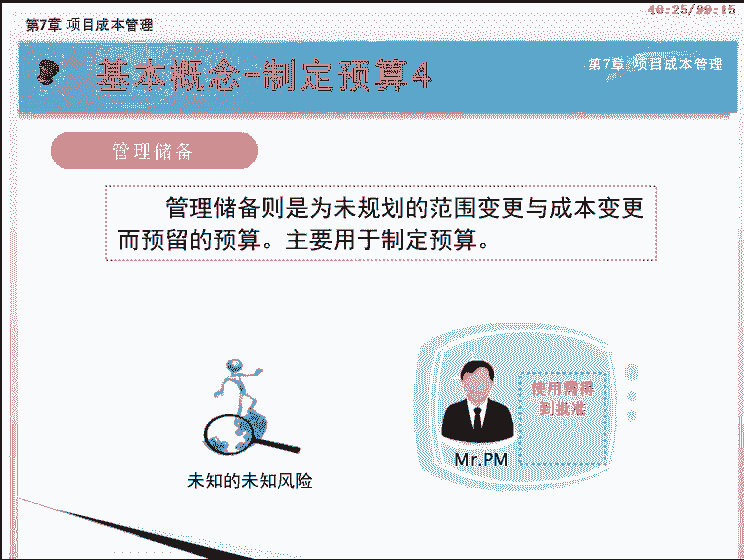 40:25/99:15
第7章 项目成本管理
基本概念-制定预算4
第7章 项目成本管理
管理储备
管理储备则是为未规划的范围变更与成本变更
而预留的预算。主要用于制定预算。
使用需得
到批准
Mr.PM
未知的未知风险